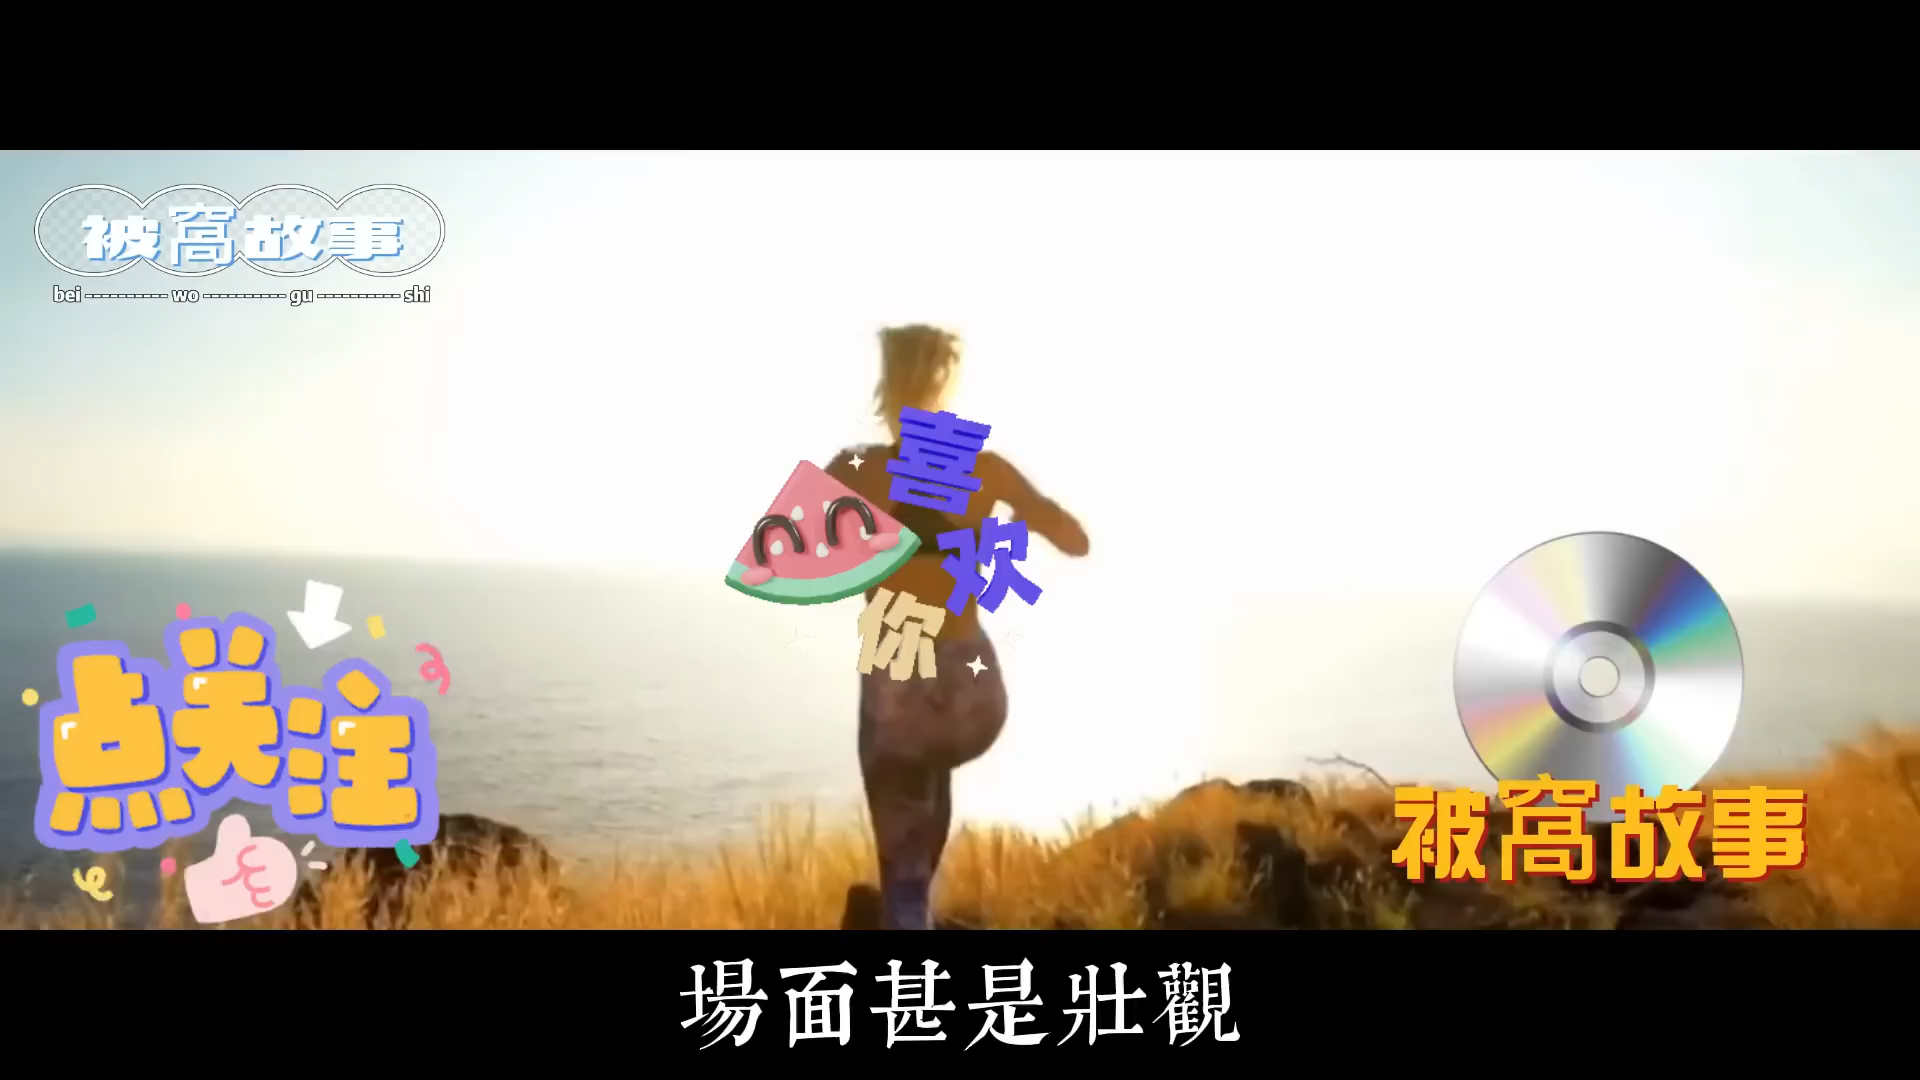 被窩故事
bei ---------- wo ---------- gu ---------- shi
喜欢
你
点关注
被窩故事
場面甚是壯觀